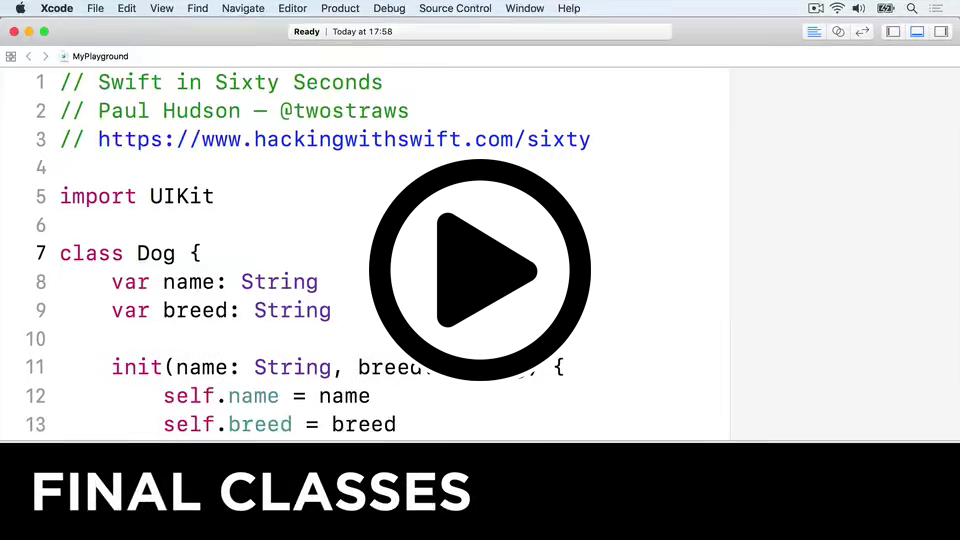 Xcode File Edit View Find Navigate Editor Product Debug Source Control Window Help
Ready | Today at 17:58
MyPlayground
1 // Swift in Sixty Seconds
2 // Paul Hudson — @twostraws
3 // https://www.hackingwithswift.com/sixty
4
5 import UIKit
6
7 class Dog {
8 var name: String
9 var breed: String
10
11 init(name: String, breed {
12 self.name = name
13 self.breed = breed
FINAL CLASSES